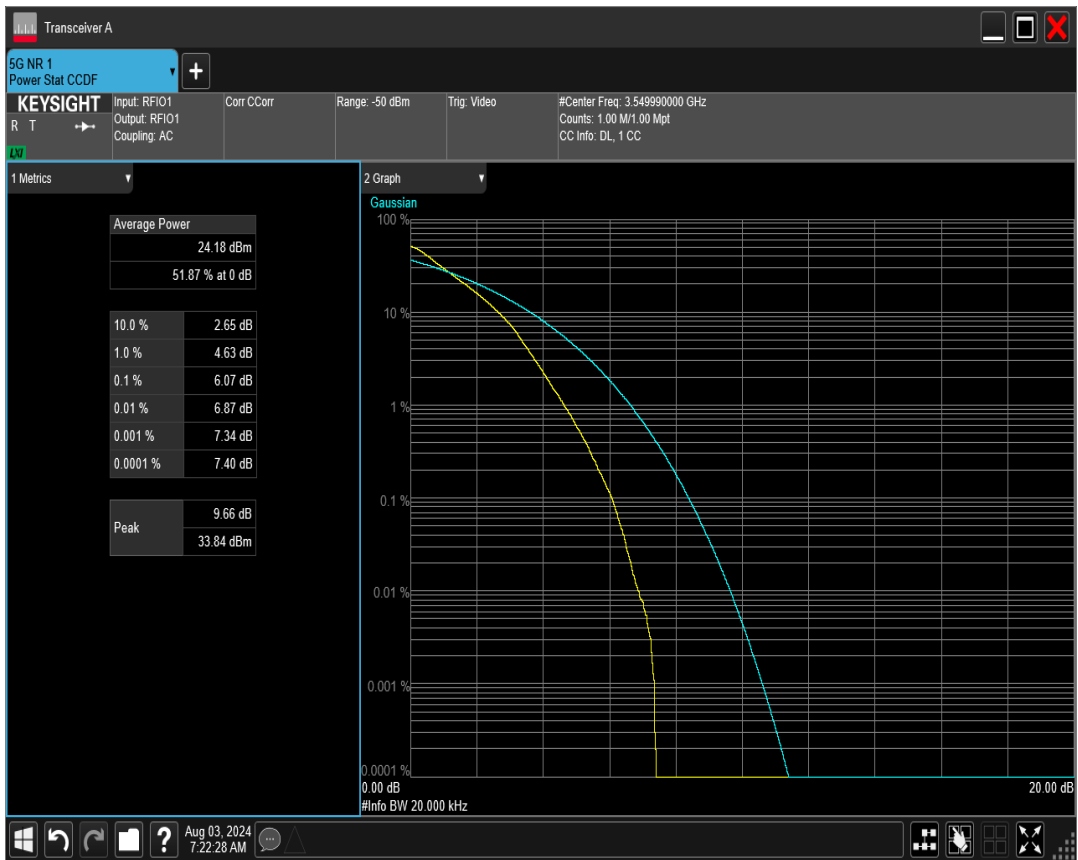 Transceiver A
5G NR 1
Power Stat CCDF
KEYSIGHT
R T
LXI
Input: RFIO1
Output: RFIO1
Coupling: AC
Corr CCorr
Range: -50 dBm
Trig: Video
#Center Freq: 3.549990000 GHz
Counts: 1.00 M/1.00 Mpt
CC Info: DL, 1 CC
1 Metrics
Average Power
24.18 dBm
51.87 % at 0 dB
10.0 % 2.65 dB
1.0 % 4.63 dB
0.1 % 6.07 dB
0.01 % 6.87 dB
0.001 % 7.34 dB
0.0001 % 7.40 dB
Peak 9.66 dB
33.84 dBm
2 Graph
Gaussian
100 %
10 %
1 %
0.1 %
0.01 %
0.001 %
0.0001 %
0.00 dB 20.00 dB
#Info BW 20.000 kHz
Aug 03, 2024
7:22:28 AM